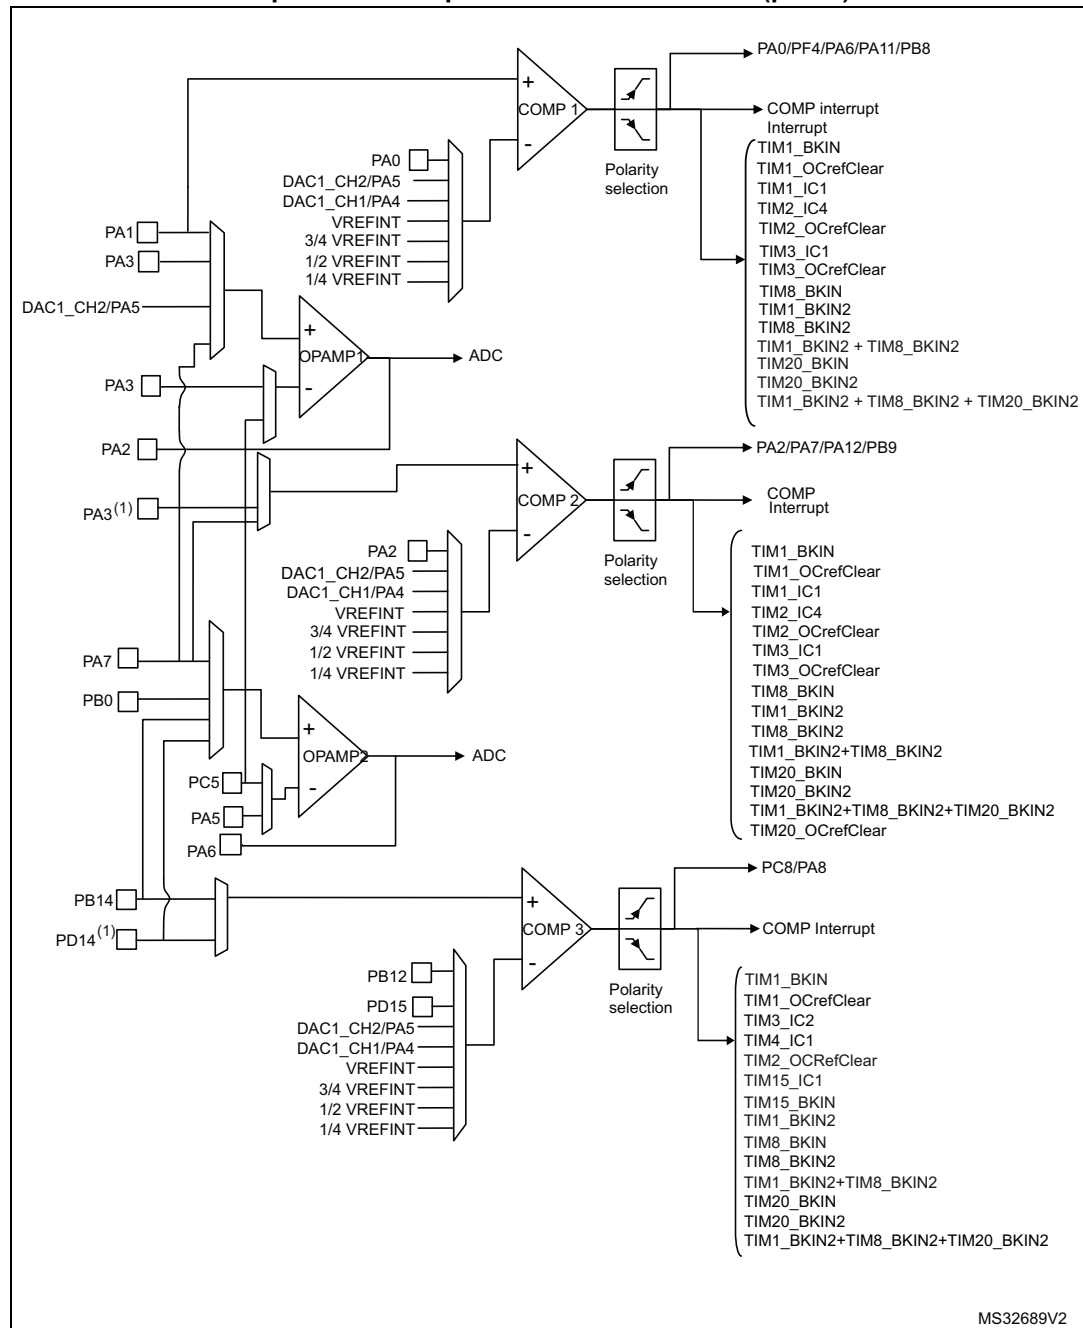 PA0/PF4/PA6/PA11/PB8
+
COMP 1
-
COMP interrupt
Interrupt
Polarity
selection
PA0
DAC1_CH2/PA5
DAC1_CH1/PA4
VREFINT
3/4 VREFINT
1/2 VREFINT
1/4 VREFINT
TIM1_BKIN
TIM1_OCrefClear
TIM1_IC1
TIM2_IC4
TIM2_OCrefClear
TIM3_IC1
TIM3_OCrefClear
TIM8_BKIN
TIM1_BKIN2
TIM8_BKIN2
TIM1_BKIN2 + TIM8_BKIN2
TIM20_BKIN
TIM20_BKIN2
TIM1_BKIN2 + TIM8_BKIN2 + TIM20_BKIN2
PA1
PA3
DAC1_CH2/PA5
+
OPAMP1
-
ADC
PA3
PA2
PA3(1)
PA2/PA7/PA12/PB9
+
COMP 2
-
COMP
Interrupt
Polarity
selection
PA2
DAC1_CH2/PA5
DAC1_CH1/PA4
VREFINT
3/4 VREFINT
1/2 VREFINT
1/4 VREFINT
TIM1_BKIN
TIM1_OCrefClear
TIM1_IC1
TIM2_IC4
TIM2_OCrefClear
TIM3_IC1
TIM3_OCrefClear
TIM8_BKIN
TIM1_BKIN2
TIM8_BKIN2
TIM1_BKIN2+TIM8_BKIN2
TIM20_BKIN
TIM20_BKIN2
TIM1_BKIN2+TIM8_BKIN2+TIM20_BKIN2
TIM20_OCrefClear
PA7
PB0
+
OPAMP2
-
ADC
PC5
PA5
PA6
PB14
PD14(1)
PC8/PA8
+
COMP 3
-
COMP Interrupt
Polarity
selection
PB12
PD15
DAC1_CH2/PA5
DAC1_CH1/PA4
VREFINT
3/4 VREFINT
1/2 VREFINT
1/4 VREFINT
TIM1_BKIN
TIM1_OCrefClear
TIM3_IC2
TIM4_IC1
TIM2_OCRefClear
TIM15_IC1
TIM15_BKIN
TIM1_BKIN2
TIM8_BKIN
TIM8_BKIN2
TIM1_BKIN2+TIM8_BKIN2
TIM20_BKIN
TIM20_BKIN2
TIM1_BKIN2+TIM8_BKIN2+TIM20_BKIN2
MS32689V2